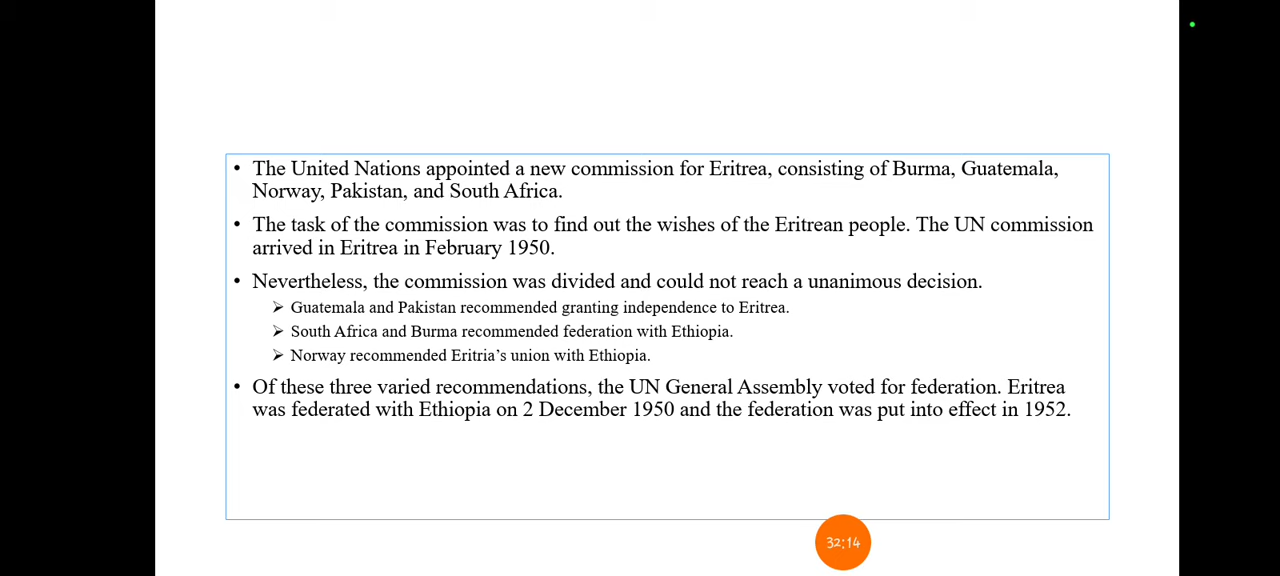 • The United Nations appointed a new commission for Eritrea, consisting of Burma, Guatemala,
Norway, Pakistan, and South Africa.
• The task of the commission was to find out the wishes of the Eritrean people. The UN commission
arrived in Eritrea in February 1950.
• Nevertheless, the commission was divided and could not reach a unanimous decision.
➢ Guatemala and Pakistan recommended granting independence to Eritrea.
➢ South Africa and Burma recommended federation with Ethiopia.
➢ Norway recommended Eritria’s union with Ethiopia.
• Of these three varied recommendations, the UN General Assembly voted for federation. Eritrea
was federated with Ethiopia on 2 December 1950 and the federation was put into effect in 1952.
32:14